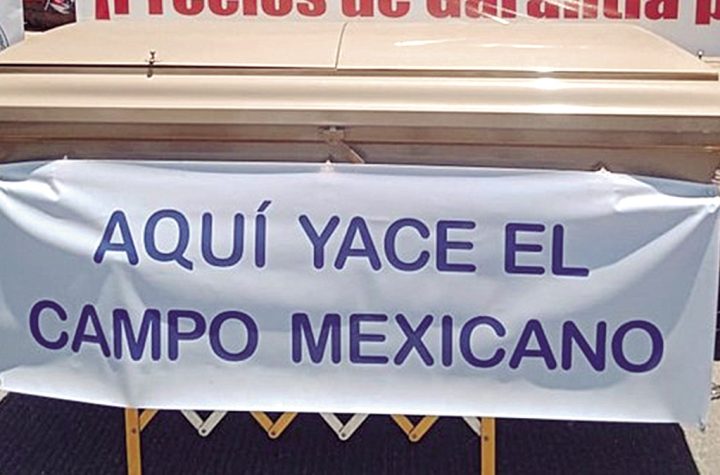 ¡Precios de Garantía p
AQUÍ YACE EL
CAMPO MEXICANO